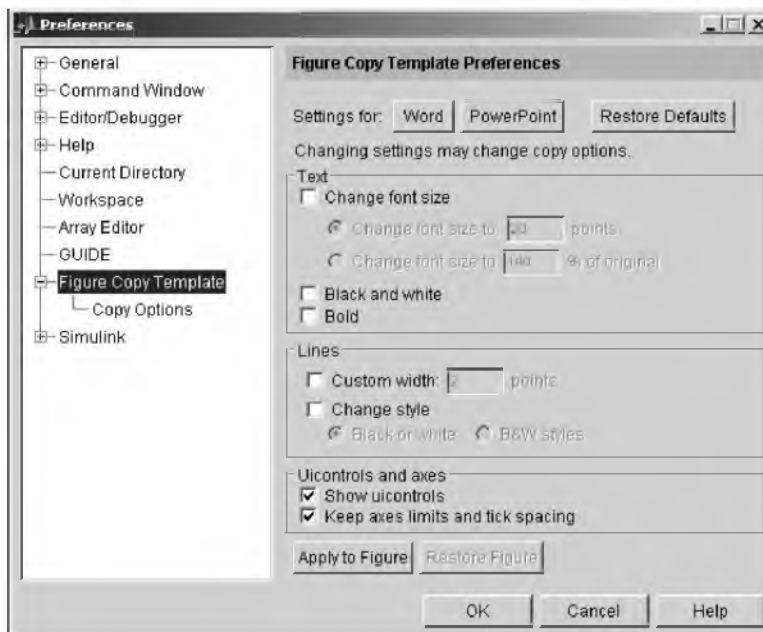 Preferences
General
Command Window
Editor/Debugger
Help
Current Directory
Workspace
Array Editor
GUIDE
Figure Copy Template
Copy Options
Simulink
Figure Copy Template Preferences
Settings for: Word PowerPoint Restore Defaults
Changing settings may change copy options.
Text
Change font size
Change font size to 20 points
Change font size to % of original
Black and white
Bold
Lines
Custom width: 2 points
Change style
Black or white B&W styles
Uicontrols and axes
Show uicontrols
Keep axes limits and tick spacing
Apply to Figure Restore Figure
OK Cancel Help